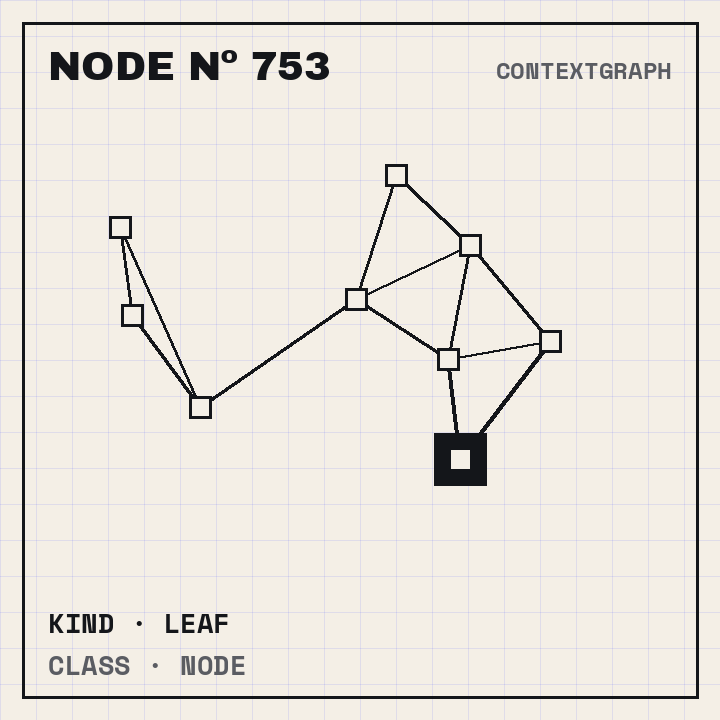 NODE Nº 753
CONTEXTGRAPH
KIND · LEAF
CLASS · NODE